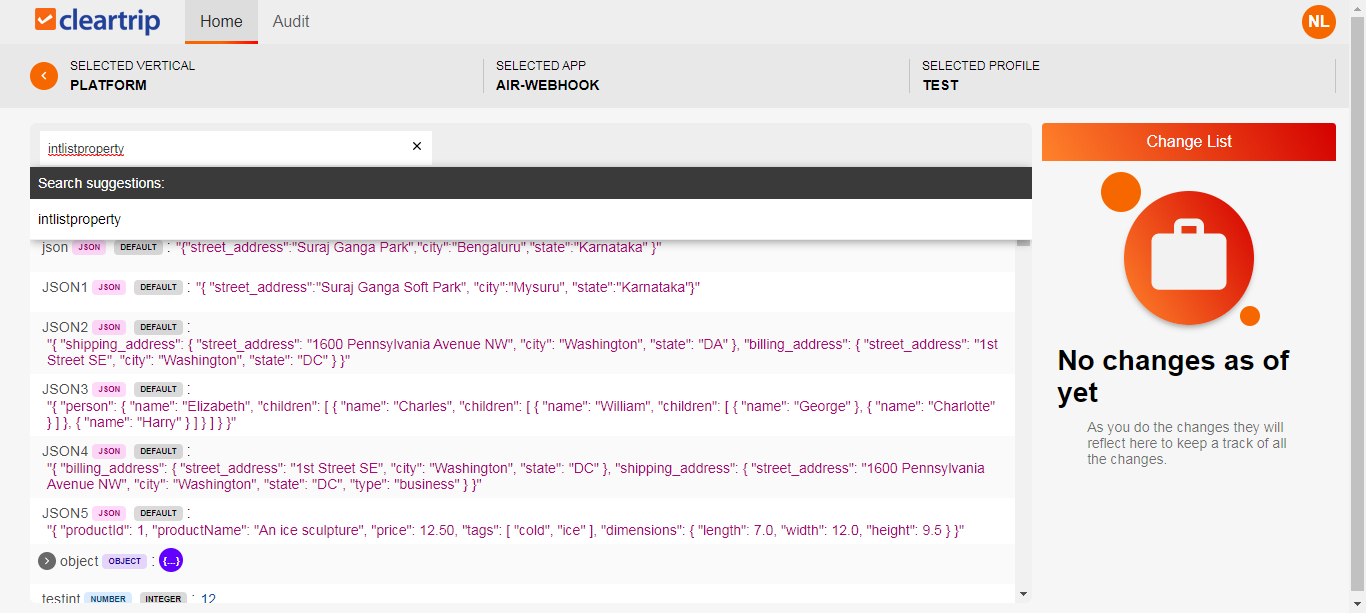 cleartrip
Home
Audit
NL
SELECTED VERTICAL
PLATFORM
SELECTED APP
AIR-WEBHOOK
SELECTED PROFILE
TEST
intlistproperty ×
Search suggestions:
intlistproperty
json JSON DEFAULT : "{"street_address":"Suraj Ganga Park","city":"Bengaluru","state":"Karnataka" }"
JSON1 JSON DEFAULT : "{ "street_address":"Suraj Ganga Soft Park", "city":"Mysuru", "state":"Karnataka"}"
JSON2 JSON DEFAULT :
"{ "shipping_address": { "street_address": "1600 Pennsylvania Avenue NW", "city": "Washington", "state": "DA" }, "billing_address": { "street_address": "1st
Street SE", "city": "Washington", "state": "DC" } }"
JSON3 JSON DEFAULT :
"{ "person": { "name": "Elizabeth", "children": [ { "name": "Charles", "children": [ { "name": "William", "children": [ { "name": "George" }, { "name": "Charlotte"
} ] }, { "name": "Harry" } ] } ] } }"
JSON4 JSON DEFAULT :
"{ "billing_address": { "street_address": "1st Street SE", "city": "Washington", "state": "DC" }, "shipping_address": { "street_address": "1600 Pennsylvania
Avenue NW", "city": "Washington", "state": "DC", "type": "business" } }"
JSON5 JSON DEFAULT :
"{ "productId": 1, "productName": "An ice sculpture", "price": 12.50, "tags": [ "cold", "ice" ], "dimensions": { "length": 7.0, "width": 12.0, "height": 9.5 } }"
object OBJECT : {...}
testint NUMBER INTEGER : 12
Change List
No changes as of
yet
As you do the changes they will
reflect here to keep a track of all
the changes.